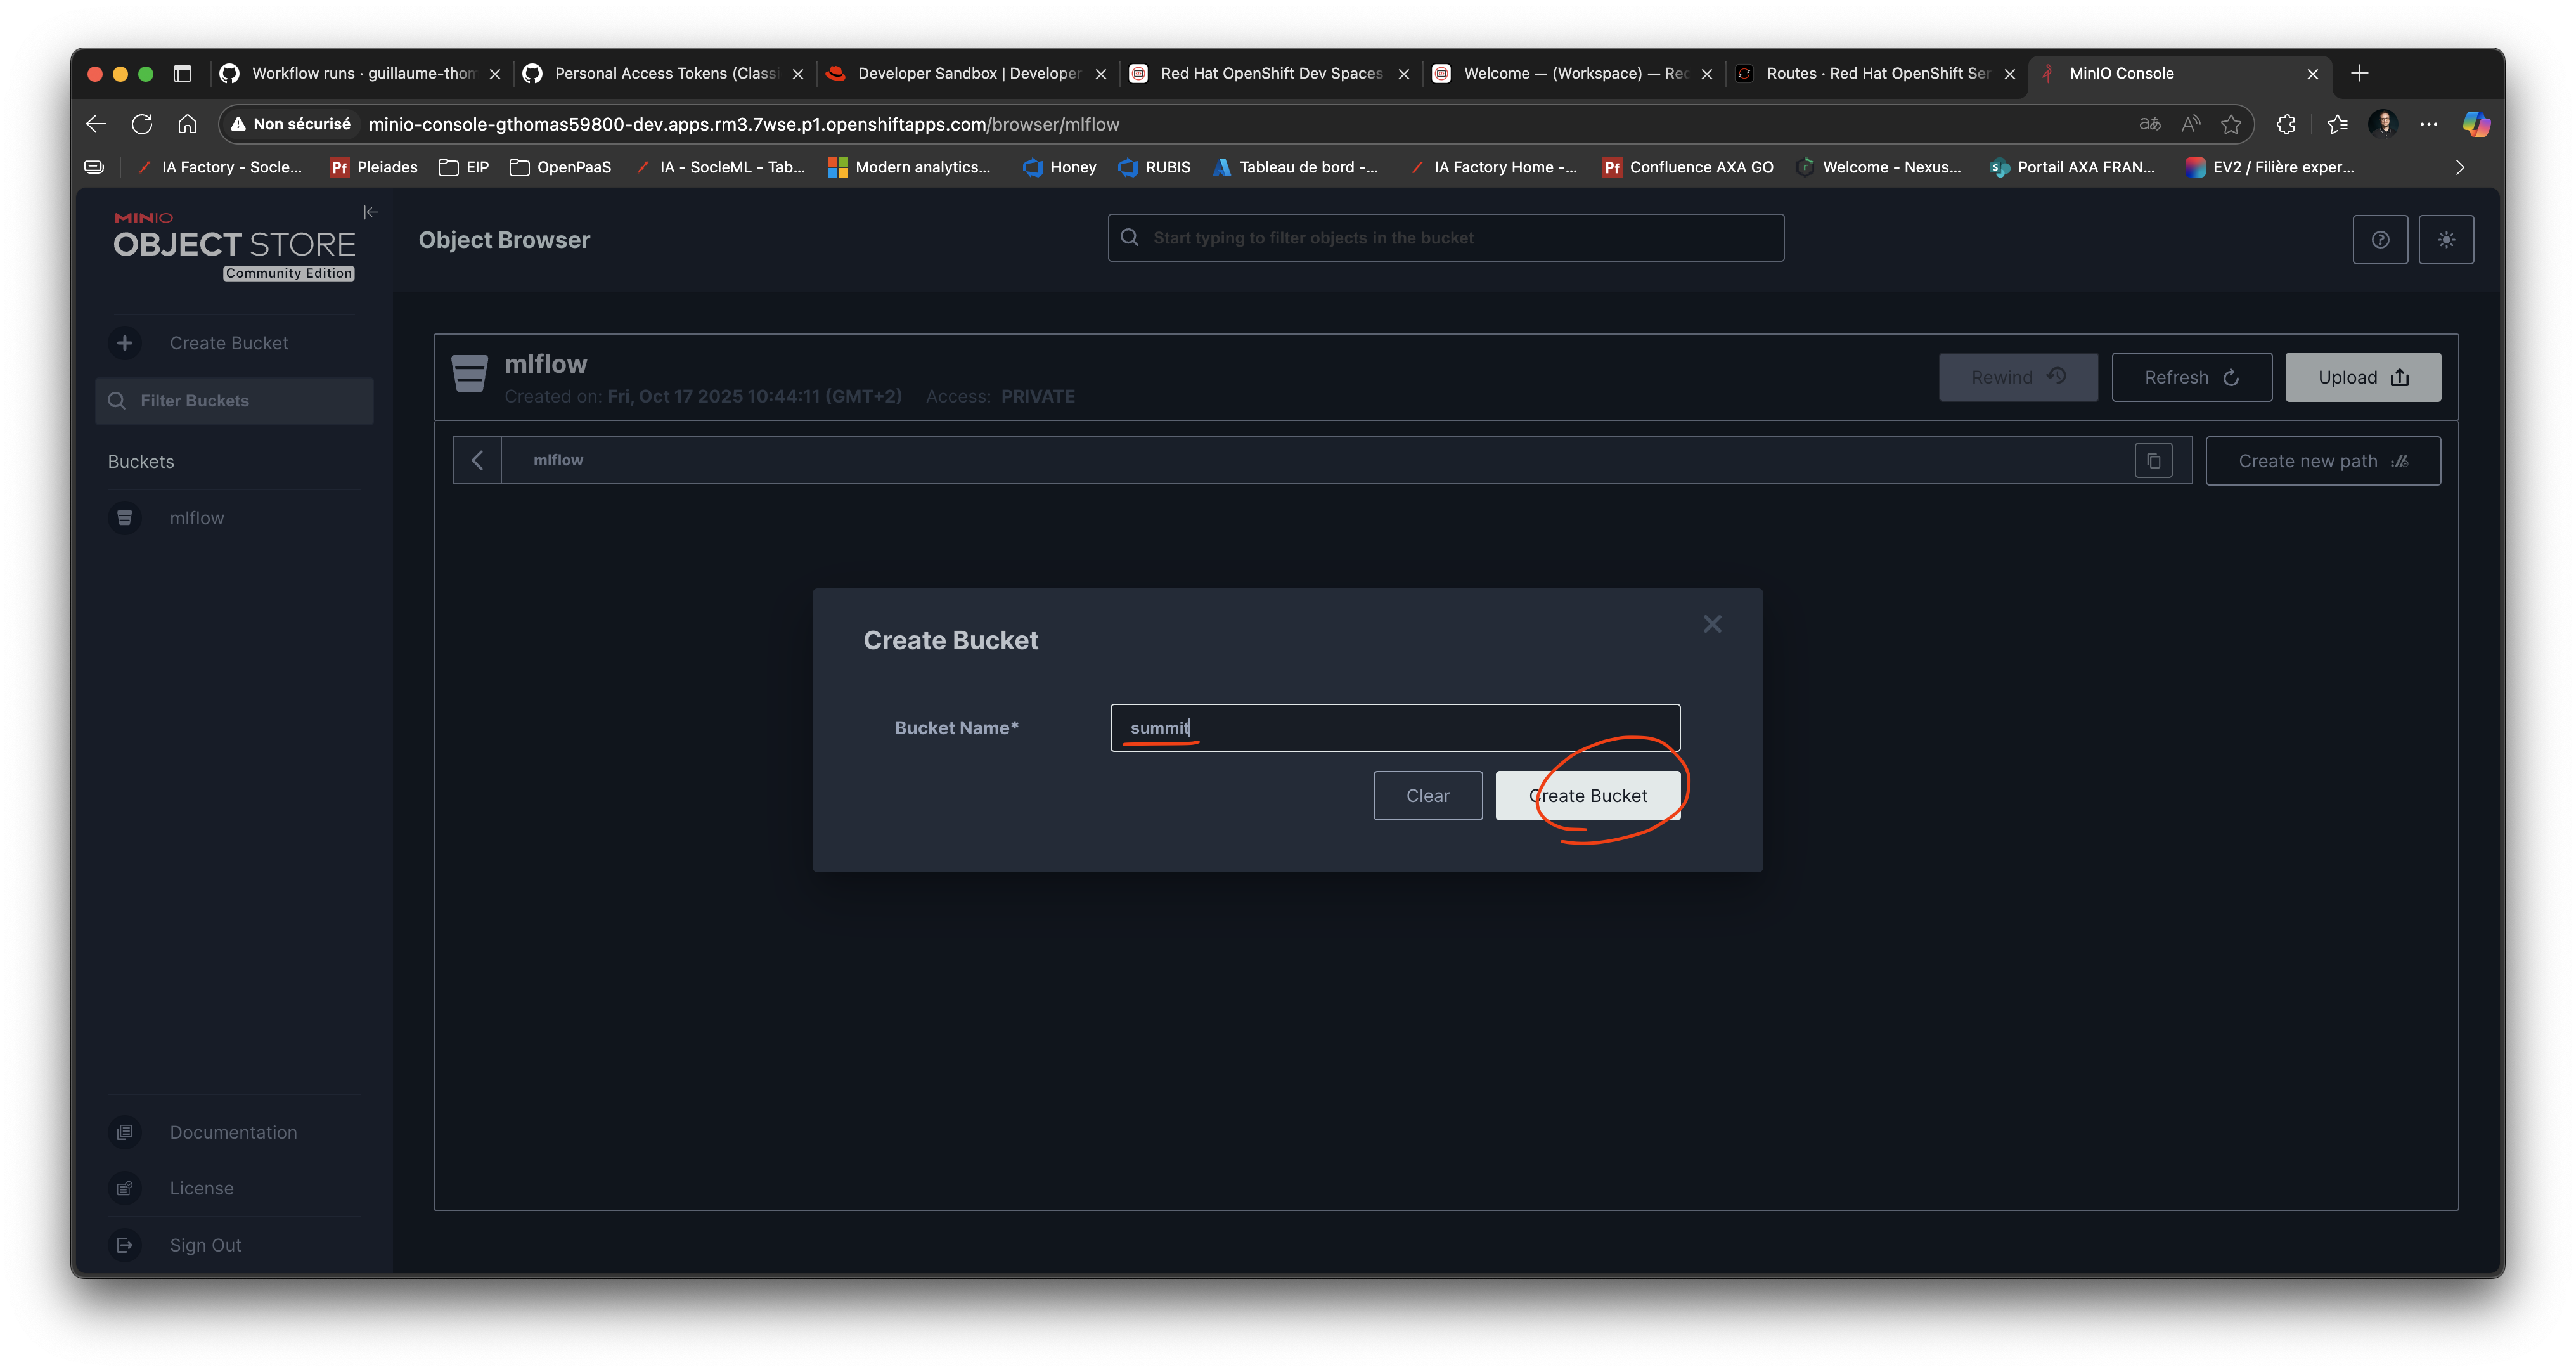 Workflow runs · guillaume-thom
Personal Access Tokens (Classi
Developer Sandbox | Developer
Red Hat OpenShift Dev Spaces
Welcome — (Workspace) — Rec
Routes · Red Hat OpenShift Ser
MinIO Console
Non sécurisé
minio-console-gthomas59800-dev.apps.rm3.7wse.p1.openshiftapps.com/browser/mlflow
IA Factory - Socle...
Pf Pleiades
EIP
OpenPaaS
IA - SocleML - Tab...
Modern analytics...
Honey
RUBIS
Tableau de bord -...
IA Factory Home -...
Pf Confluence AXA GO
Welcome - Nexus...
Portail AXA FRAN...
EV2 / Filière exper...
MINIO
OBJECT STORE
Community Edition
Object Browser
Start typing to filter objects in the bucket
Create Bucket
Filter Buckets
Buckets
mlflow
mlflow
Created on: Fri, Oct 17 2025 10:44:11 (GMT+2) Access: PRIVATE
Rewind
Refresh
Upload
mlflow
Create new path
Create Bucket
Bucket Name*
summit
Clear
Create Bucket
Documentation
License
Sign Out